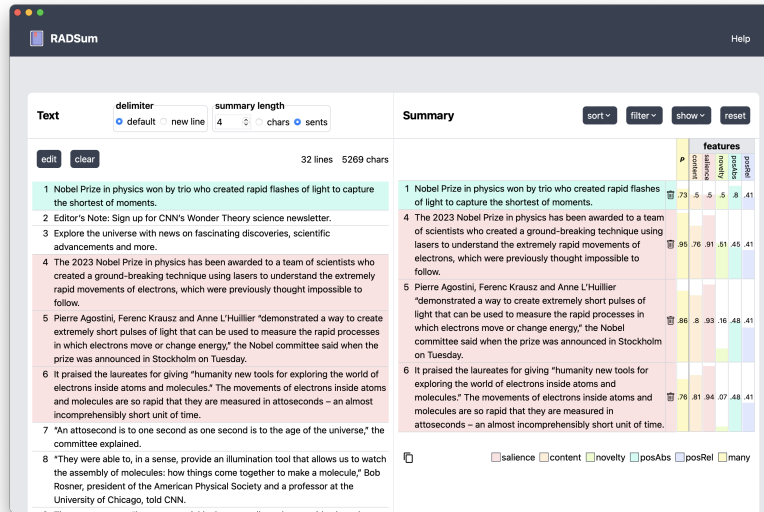 RADSum
Help
Text
delimiter
default
new line
summary length
4
chars
sents
Summary
sort
filter
show
reset
edit
clear
32 lines
5269 chars
features
P
content
salience
novelty
posAbs
posRel
1 Nobel Prize in physics won by trio who created rapid flashes of light to capture
the shortest of moments.
2 Editor's Note: Sign up for CNN's Wonder Theory science newsletter.
3 Explore the universe with news on fascinating discoveries, scientific
advancements and more.
4 The 2023 Nobel Prize in physics has been awarded to a team of scientists who
created a ground-breaking technique using lasers to understand the extremely
rapid movements of electrons, which were previously thought impossible to
follow.
5 Pierre Agostini, Ferenc Krausz and Anne L'Huillier “demonstrated a way to create
extremely short pulses of light that can be used to measure the rapid processes
in which electrons move or change energy,” the Nobel committee said when the
prize was announced in Stockholm on Tuesday.
6 It praised the laureates for giving “humanity new tools for exploring the world of
electrons inside atoms and molecules.” The movements of electrons inside atoms
and molecules are so rapid that they are measured in attoseconds – an almost
incomprehensibly short unit of time.
7 “An attosecond is to one second as one second is to the age of the universe,” the
committee explained.
8 “They were able to, in a sense, provide an illumination tool that allows us to watch
the assembly of molecules: how things come together to make a molecule,” Bob
Rosner, president of the American Physical Society and a professor at the
University of Chicago, told CNN.
1 Nobel Prize in physics won by trio who created rapid flashes
of light to capture the shortest of moments.
.73 .5 .5 .5 .8 .41
4 The 2023 Nobel Prize in physics has been awarded to a team
of scientists who created a ground-breaking technique using
lasers to understand the extremely rapid movements of
electrons, which were previously thought impossible to
follow.
.95 .76 .91 .51 .45 .41
5 Pierre Agostini, Ferenc Krausz and Anne L'Huillier
“demonstrated a way to create extremely short pulses of
light that can be used to measure the rapid processes in
which electrons move or change energy,” the Nobel
committee said when the prize was announced in Stockholm
on Tuesday.
.86 .8 .93 .16 .48 .41
6 It praised the laureates for giving “humanity new tools for
exploring the world of electrons inside atoms and
molecules.” The movements of electrons inside atoms and
molecules are so rapid that they are measured in
attoseconds – an almost incomprehensibly short unit of time.
.76 .81 .94 .07 .48 .41
salience
content
novelty
posAbs
posRel
many